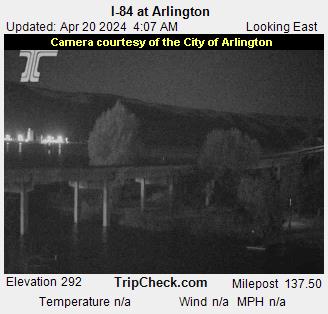 I-84 at Arlington
Updated: Apr 20 2024 4:07 AM Looking East
Camera courtesy of the City of Arlington
Elevation 292 TripCheck.com Milepost 137.50
Temperature n/a Wind n/a MPH n/a